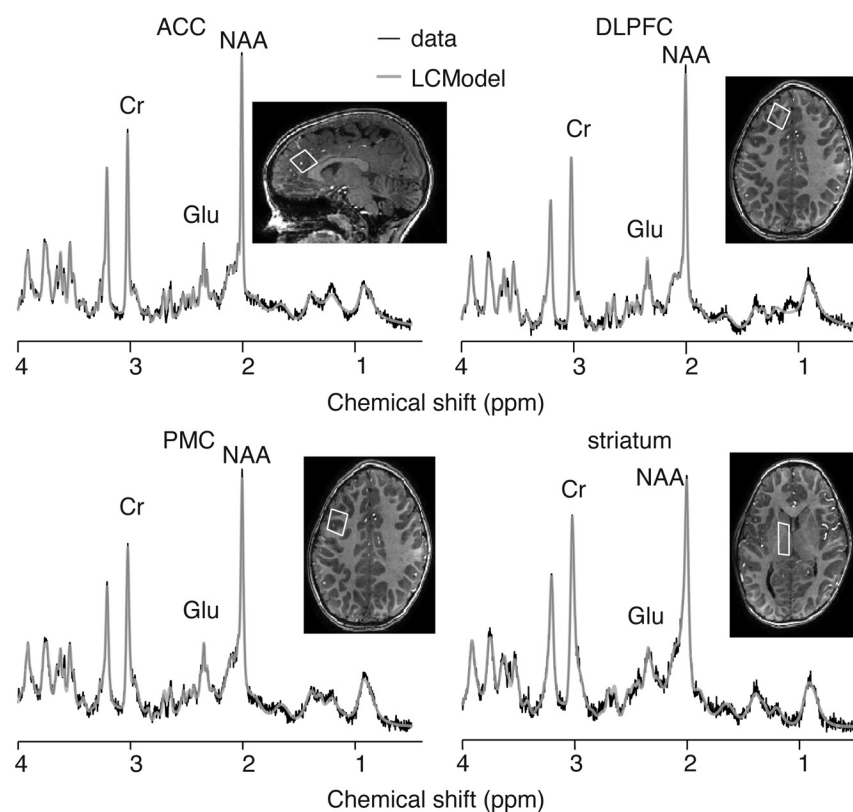 ACC
NAA
data
LCModel
Cr
Glu
4 3 2 1
Chemical shift (ppm)
DLPFC
NAA
Cr
Glu
4 3 2 1
PMC
NAA
Cr
Glu
4 3 2 1
Chemical shift (ppm)
striatum
NAA
Cr
Glu
4 3 2 1